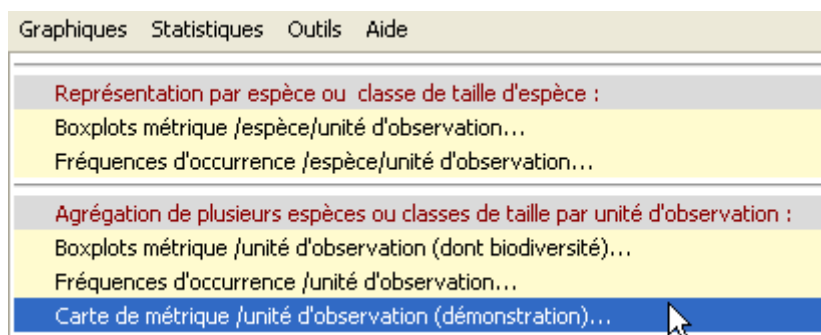 Graphiques Statistiques Outils Aide
Représentation par espèce ou classe de taille d'espèce :
Boxplots métrique /espèce/unité d'observation...
Fréquences d'occurrence /espèce/unité d'observation...
Agrégation de plusieurs espèces ou classes de taille par unité d'observation :
Boxplots métrique /unité d'observation (dont biodiversité)...
Fréquences d'occurrence /unité d'observation...
Carte de métrique /unité d'observation (démonstration)...